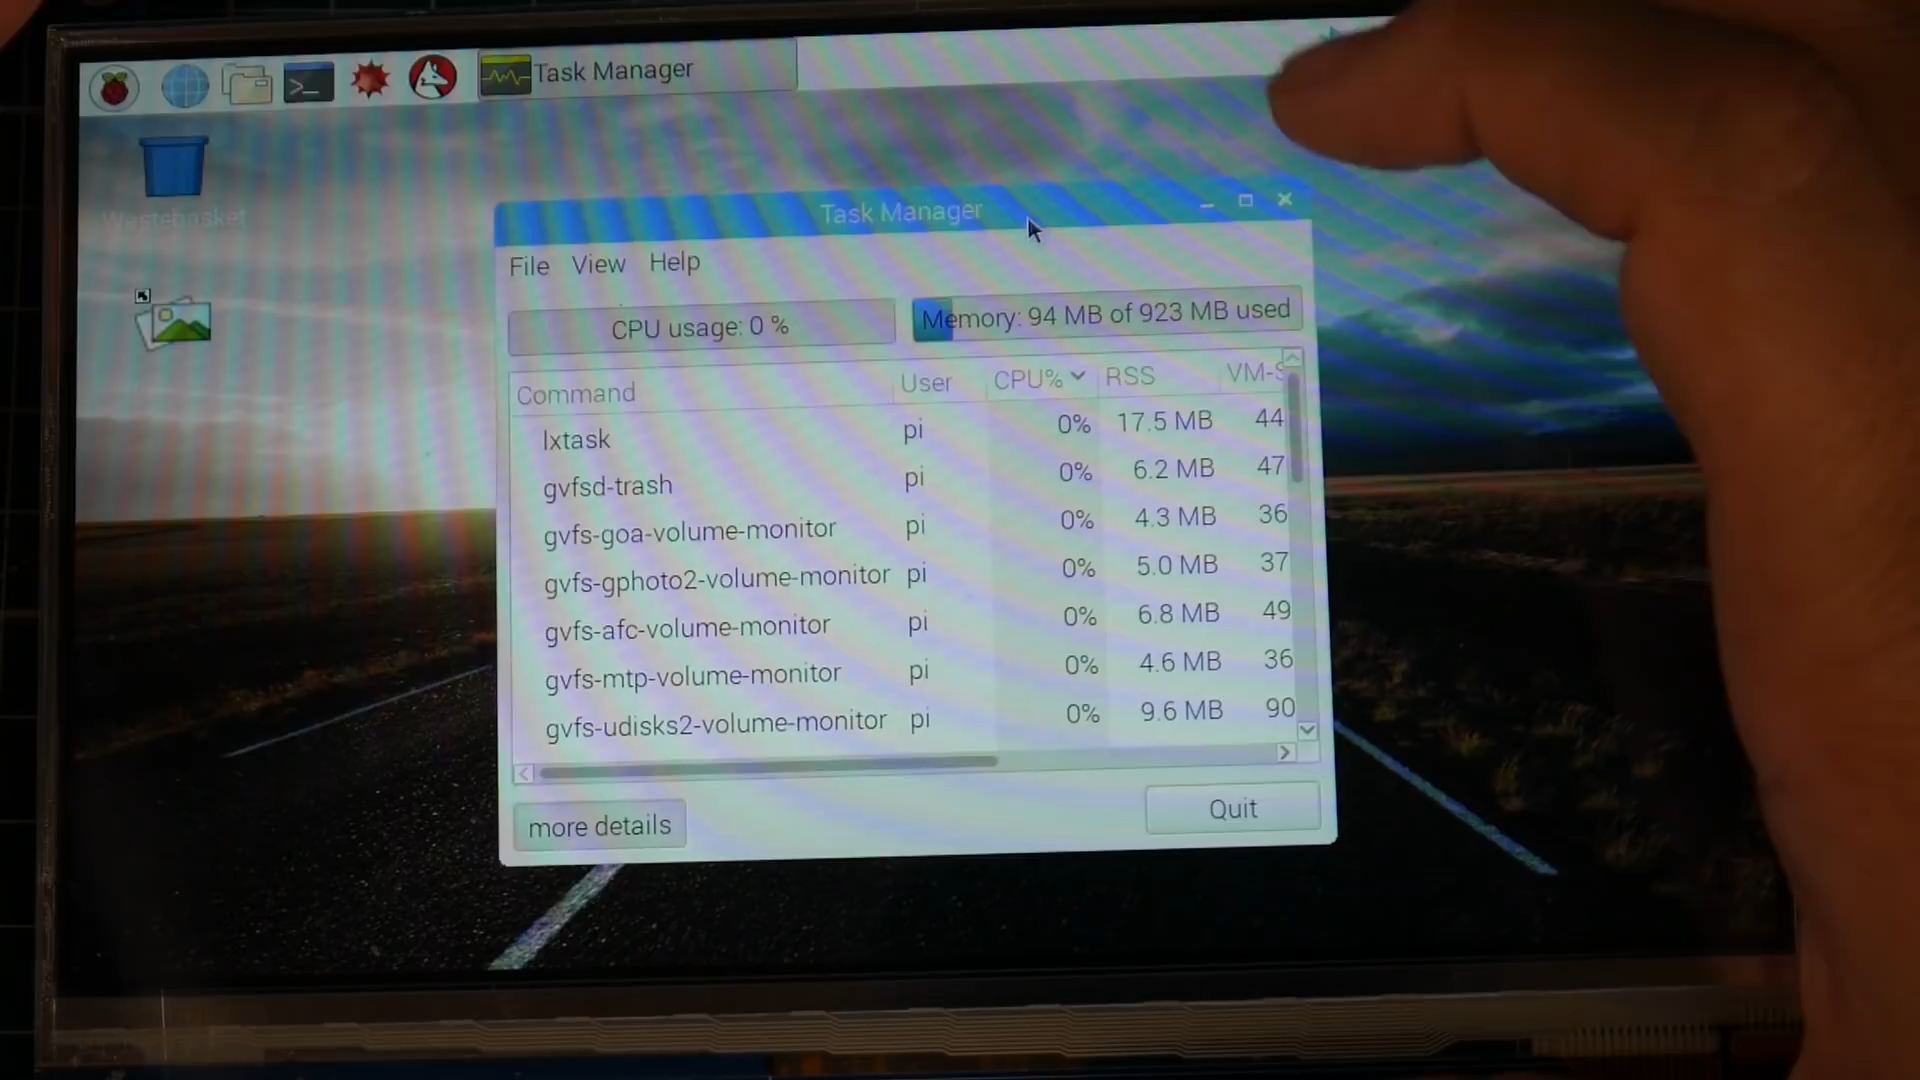 Task Manager
Wastebasket
Task Manager
File View Help
CPU usage: 0 %
Memory: 94 MB of 923 MB used
Command User CPU% RSS VM-S
lxtask pi 0% 17.5 MB 44
gvfsd-trash pi 0% 6.2 MB 47
gvfs-goa-volume-monitor pi 0% 4.3 MB 36
gvfs-gphoto2-volume-monitor pi 0% 5.0 MB 37
gvfs-afc-volume-monitor pi 0% 6.8 MB 49
gvfs-mtp-volume-monitor pi 0% 4.6 MB 36
gvfs-udisks2-volume-monitor pi 0% 9.6 MB 90
more details
Quit